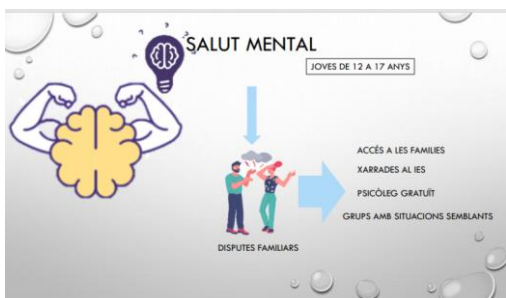 SALUT MENTAL
JOVES DE 12 A 17 ANYS
ACCÉS A LES FAMILIES
XARRADES AL IES
PSICÒLEG GRATUÏT
GRUPS AMB SITUACIONS SEMBLANTS
DISPUTES FAMILIARS